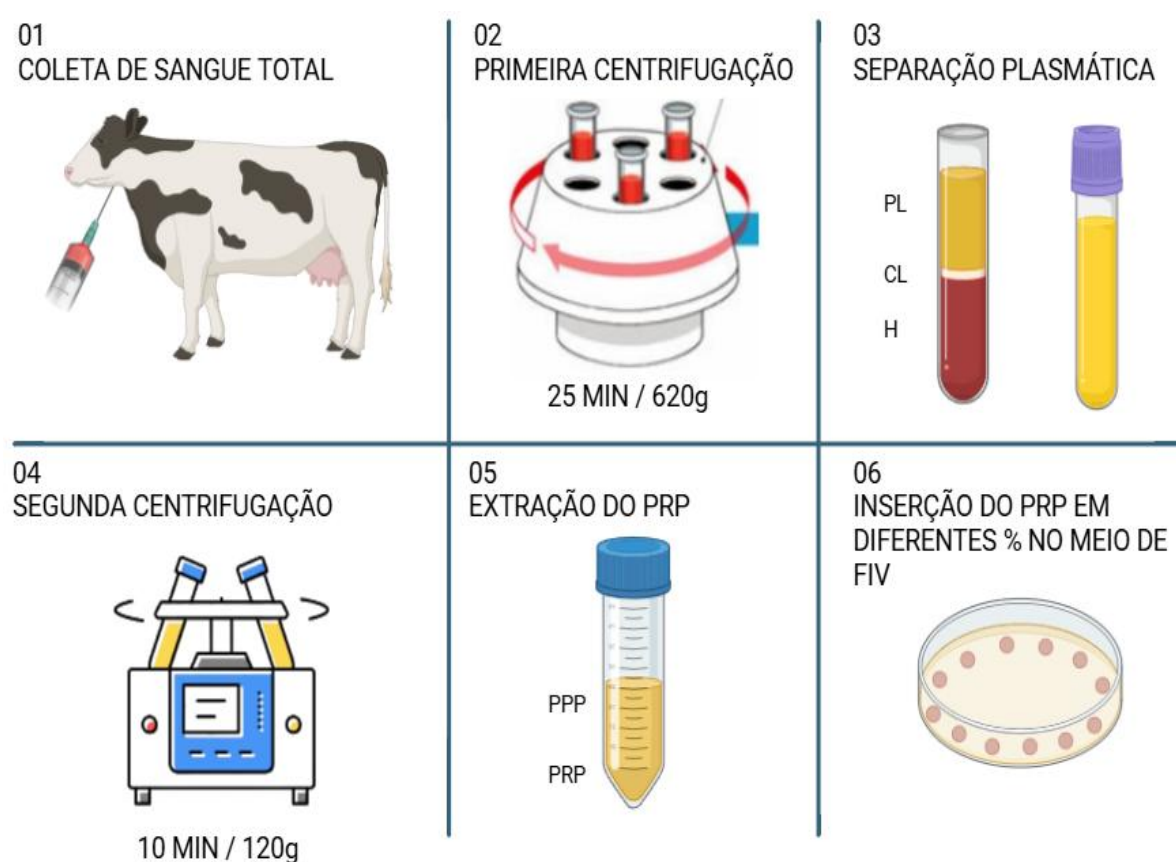 01
COLETA DE SANGUE TOTAL
02
PRIMEIRA CENTRIFUGAÇÃO
25 MIN / 620g
03
SEPARAÇÃO PLASMÁTICA
PL
CL
H
04
SEGUNDA CENTRIFUGAÇÃO
10 MIN / 120g
05
EXTRAÇÃO DO PRP
PPP
PRP
06
INSERÇÃO DO PRP EM
DIFERENTES % NO MEIO DE
FIV